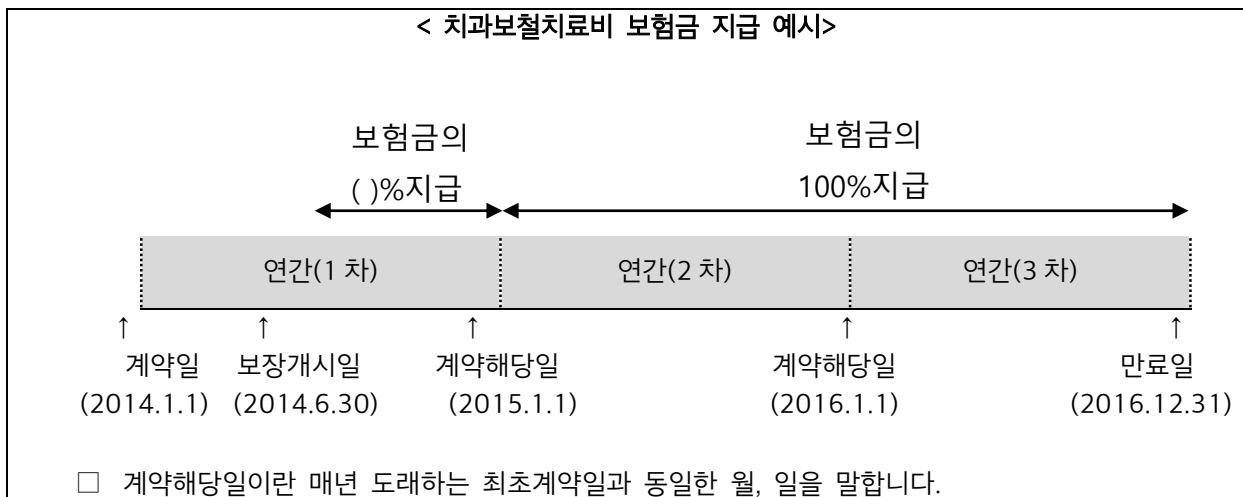 < 치과보철치료비 보험금 지급 예시>
보험금의 보험금의
( )%지급 100%지급
연간(1 차) 연간(2 차) 연간(3 차)
↑ ↑ ↑ ↑ ↑
계약일 보장개시일 계약해당일 계약해당일 만료일
(2014.1.1) (2014.6.30) (2015.1.1) (2016.1.1) (2016.12.31)
□ 계약해당일이란 매년 도래하는 최초계약일과 동일한 월, 일을 말합니다.